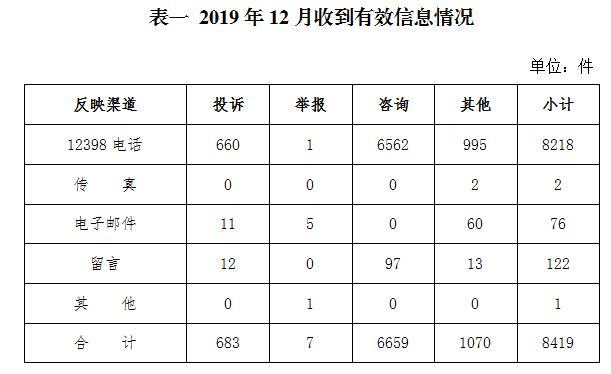 表一 2019 年 12 月收到有效信息情况
单位：件
反映渠道 投诉 举报 咨询 其他 小计
12398 电话 660 1 6562 995 8218
传 真 0 0 0 2 2
电子邮件 11 5 0 60 76
留言 12 0 97 13 122
其 他 0 1 0 0 1
合 计 683 7 6659 1070 8419